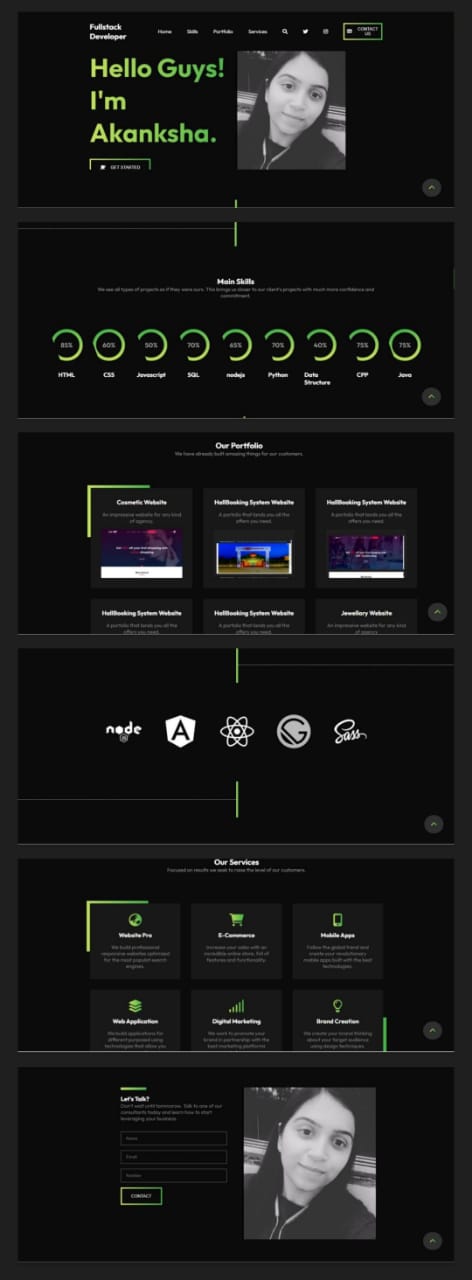 Fullstack
Developer
Home
Skills
Portfolio
Services
CONTACT
US
Hello Guys!
I'm
Akanksha.
GET STARTED
Main Skills
We see all types of projects as if they were ours. This brings us closer to our client's projects with much more confidence and
commitment.
85%
60%
50%
70%
65%
70%
40%
75%
75%
HTML
CSS
Javascript
SQL
nodejs
Python
Data
Structure
CPP
Java
Our Portfolio
We have already built amazing things for our customers.
Cosmetic Website
An impressive website for any kind
of agency.
HallBooking System Website
A portfolio that lands you all the
offers you need.
HallBooking System Website
A portfolio that lands you all the
offers you need.
HallBooking System Website
A portfolio that lands you all the
offers you need.
HallBooking System Website
A portfolio that lands you all the
offers you need.
Jewellary Website
An impressive website for any kind
of agency
node
JS
A
G
Sass
Our Services
Focused on results we seek to raise the level of our customers.
Website Pro
We build professional
responsive websites optimized
for the most popular search
engines.
E-Commerce
Increase your sales with an
incredible online store, full of
features and functionality.
Mobile Apps
Follow the global trend and
create your revolutionary
mobile apps built with the best
technologies.
Web Application
We build applications for
different purposed using
technologies that allow you
Digital Marketing
We want to promote your
brand in partnership with the
best marketing platforms
Brand Creation
We create your brand thinking
about your target audience
using design techniques
Let's Talk?
Don't wait until tommorow. Talk to one of our
consultants today and learn how to start
leveraging your business.
Name
Email
CONTACT